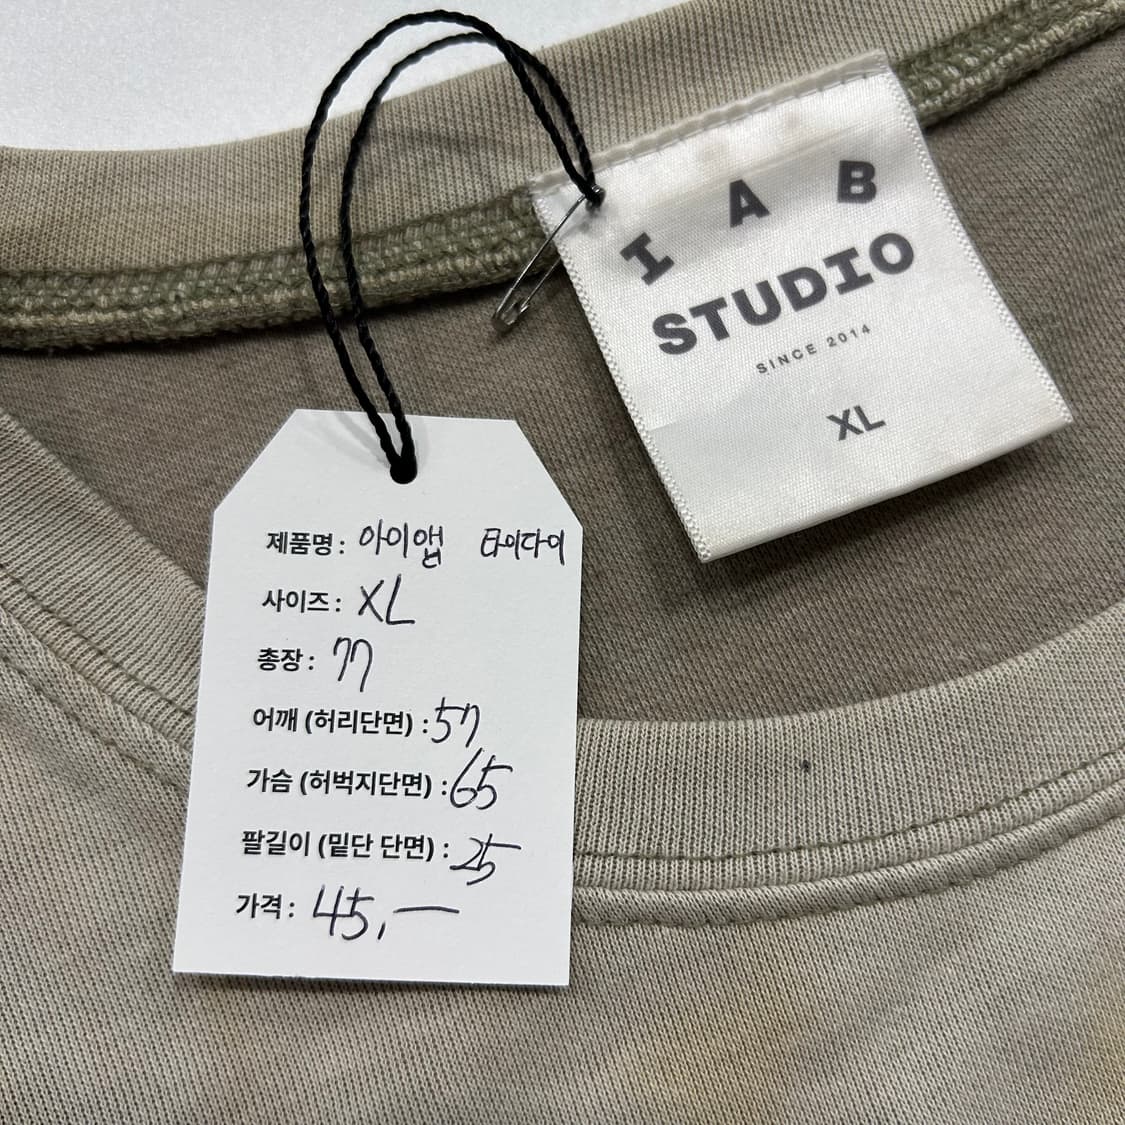 I A B
STUDIO
SINCE 2014
XL
제품명 : 아이앱 타이다이
사이즈 : XL
총장 : 77
어깨 (허리단면) : 57
가슴 (허벅지단면) : 65
팔길이 (밑단 단면) : 25
가격 : 45,—